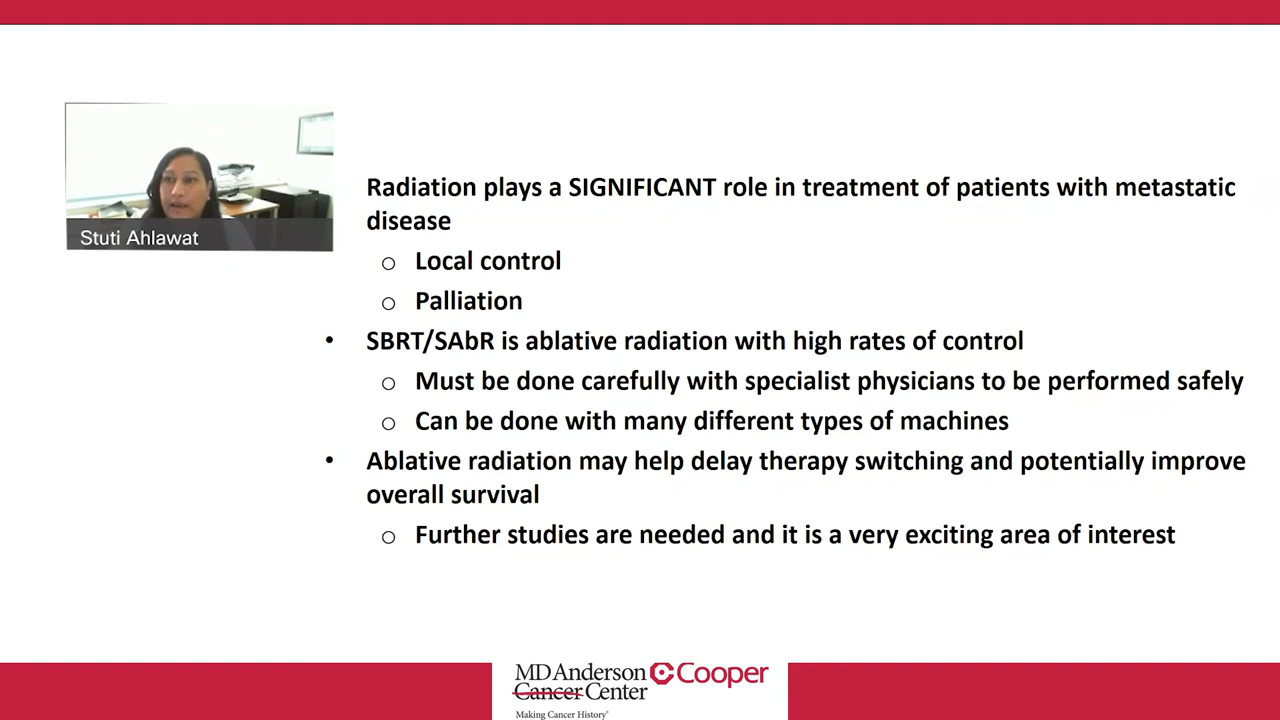 Stuti Ahlawat
Radiation plays a SIGNIFICANT role in treatment of patients with metastatic
disease
o Local control
o Palliation
• SBRT/SAbR is ablative radiation with high rates of control
o Must be done carefully with specialist physicians to be performed safely
o Can be done with many different types of machines
• Ablative radiation may help delay therapy switching and potentially improve
overall survival
o Further studies are needed and it is a very exciting area of interest
MD Anderson Cooper
Cancer Center
Making Cancer History®